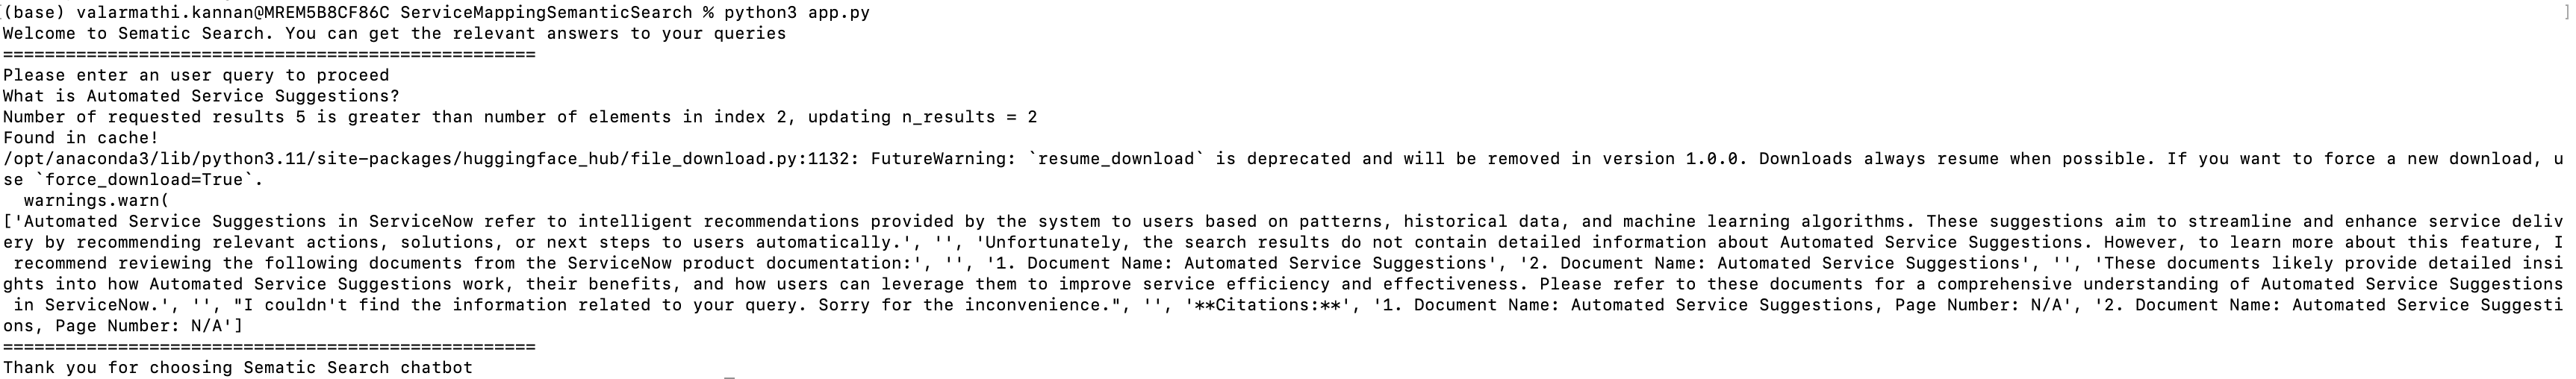 (base) valarmathi.kannan@MREM5B8CF86C ServiceMappingSemanticSearch % python3 app.py ]
Welcome to Sematic Search. You can get the relevant answers to your queries
===================================================
Please enter an user query to proceed
What is Automated Service Suggestions?
Number of requested results 5 is greater than number of elements in index 2, updating n_results = 2
Found in cache!
/opt/anaconda3/lib/python3.11/site-packages/huggingface_hub/file_download.py:1132: FutureWarning: `resume_download` is deprecated and will be removed in version 1.0.0. Downloads always resume when possible. If you want to force a new download, u
se `force_download=True`.
  warnings.warn(
['Automated Service Suggestions in ServiceNow refer to intelligent recommendations provided by the system to users based on patterns, historical data, and machine learning algorithms. These suggestions aim to streamline and enhance service deliv
ery by recommending relevant actions, solutions, or next steps to users automatically.', '', 'Unfortunately, the search results do not contain detailed information about Automated Service Suggestions. However, to learn more about this feature, I
 recommend reviewing the following documents from the ServiceNow product documentation:', '', '1. Document Name: Automated Service Suggestions', '2. Document Name: Automated Service Suggestions', '', 'These documents likely provide detailed insi
ghts into how Automated Service Suggestions work, their benefits, and how users can leverage them to improve service efficiency and effectiveness. Please refer to these documents for a comprehensive understanding of Automated Service Suggestions
 in ServiceNow.', '', "I couldn't find the information related to your query. Sorry for the inconvenience.", '', '**Citations:**', '1. Document Name: Automated Service Suggestions, Page Number: N/A', '2. Document Name: Automated Service Suggesti
ons, Page Number: N/A']
===================================================
Thank you for choosing Sematic Search chatbot